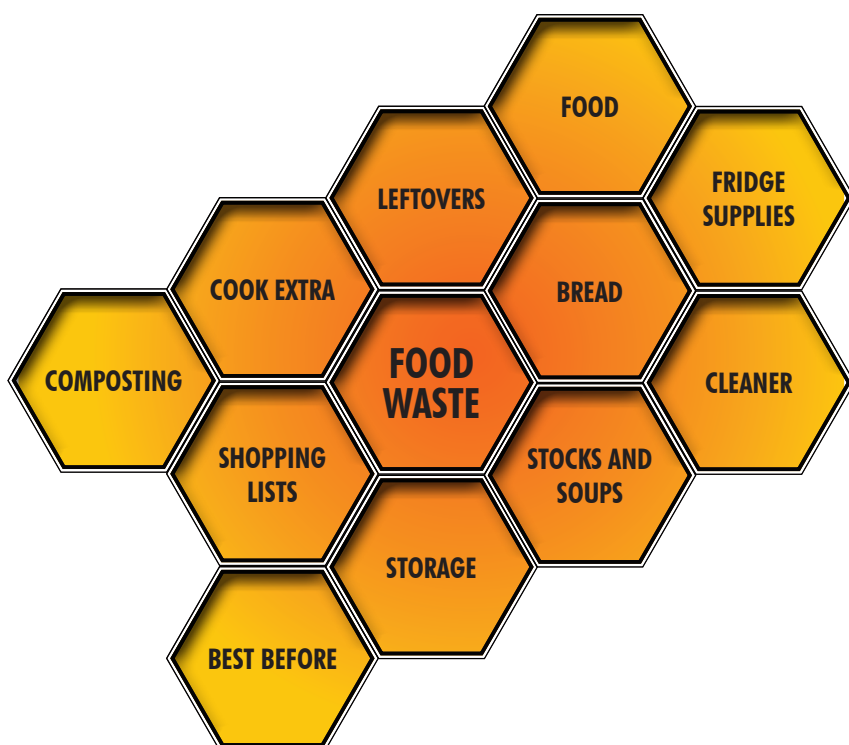 FOOD
FRIDGE
SUPPLIES
LEFTOVERS
BREAD
COOK EXTRA
FOOD
WASTE
CLEANER
COMPOSTING
SHOPPING
LISTS
STOCKS AND
SOUPS
STORAGE
BEST BEFORE